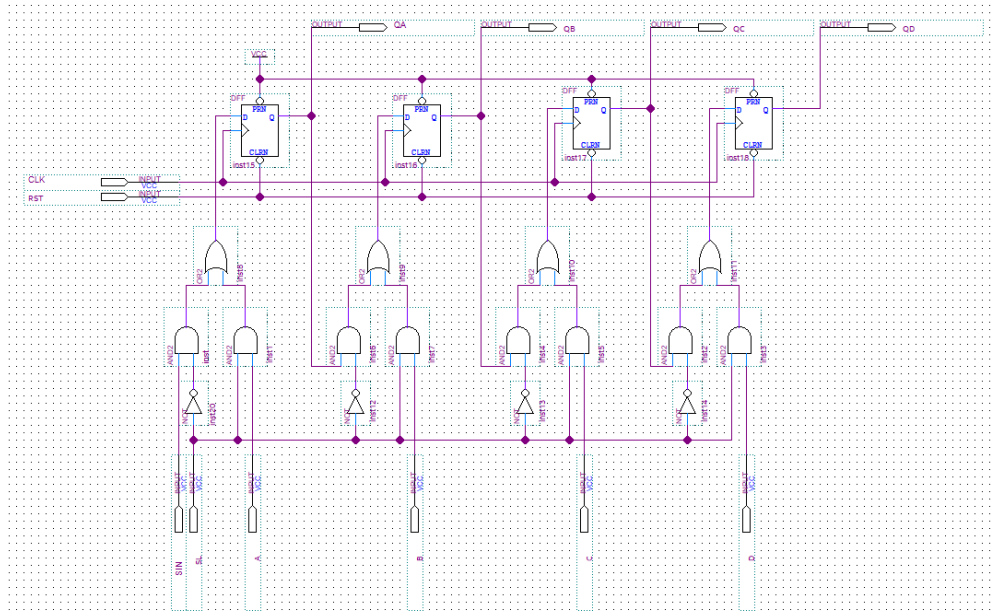 OUTPUT QA
OUTPUT QB
OUTPUT QC
OUTPUT QD
VCC
DFF
PRN
D Q
CLRN
inst15
DFF
PRN
D Q
CLRN
inst16
DFF
PRN
D Q
CLRN
inst17
DFF
PRN
D Q
CLRN
inst18
CLK INPUT
VCC
RST INPUT
VCC
OR2 inst8
OR2 inst9
OR2 inst10
OR2 inst11
AND2 inst
AND2 inst1
AND2 inst6
AND2 inst7
AND2 inst4
AND2 inst5
AND2 inst2
AND2 inst3
NOT inst20
NOT inst12
NOT inst13
NOT inst14
INPUT VCC
INPUT VCC
INPUT VCC
INPUT VCC
INPUT VCC
INPUT VCC
SIN
SL
A
B
C
D